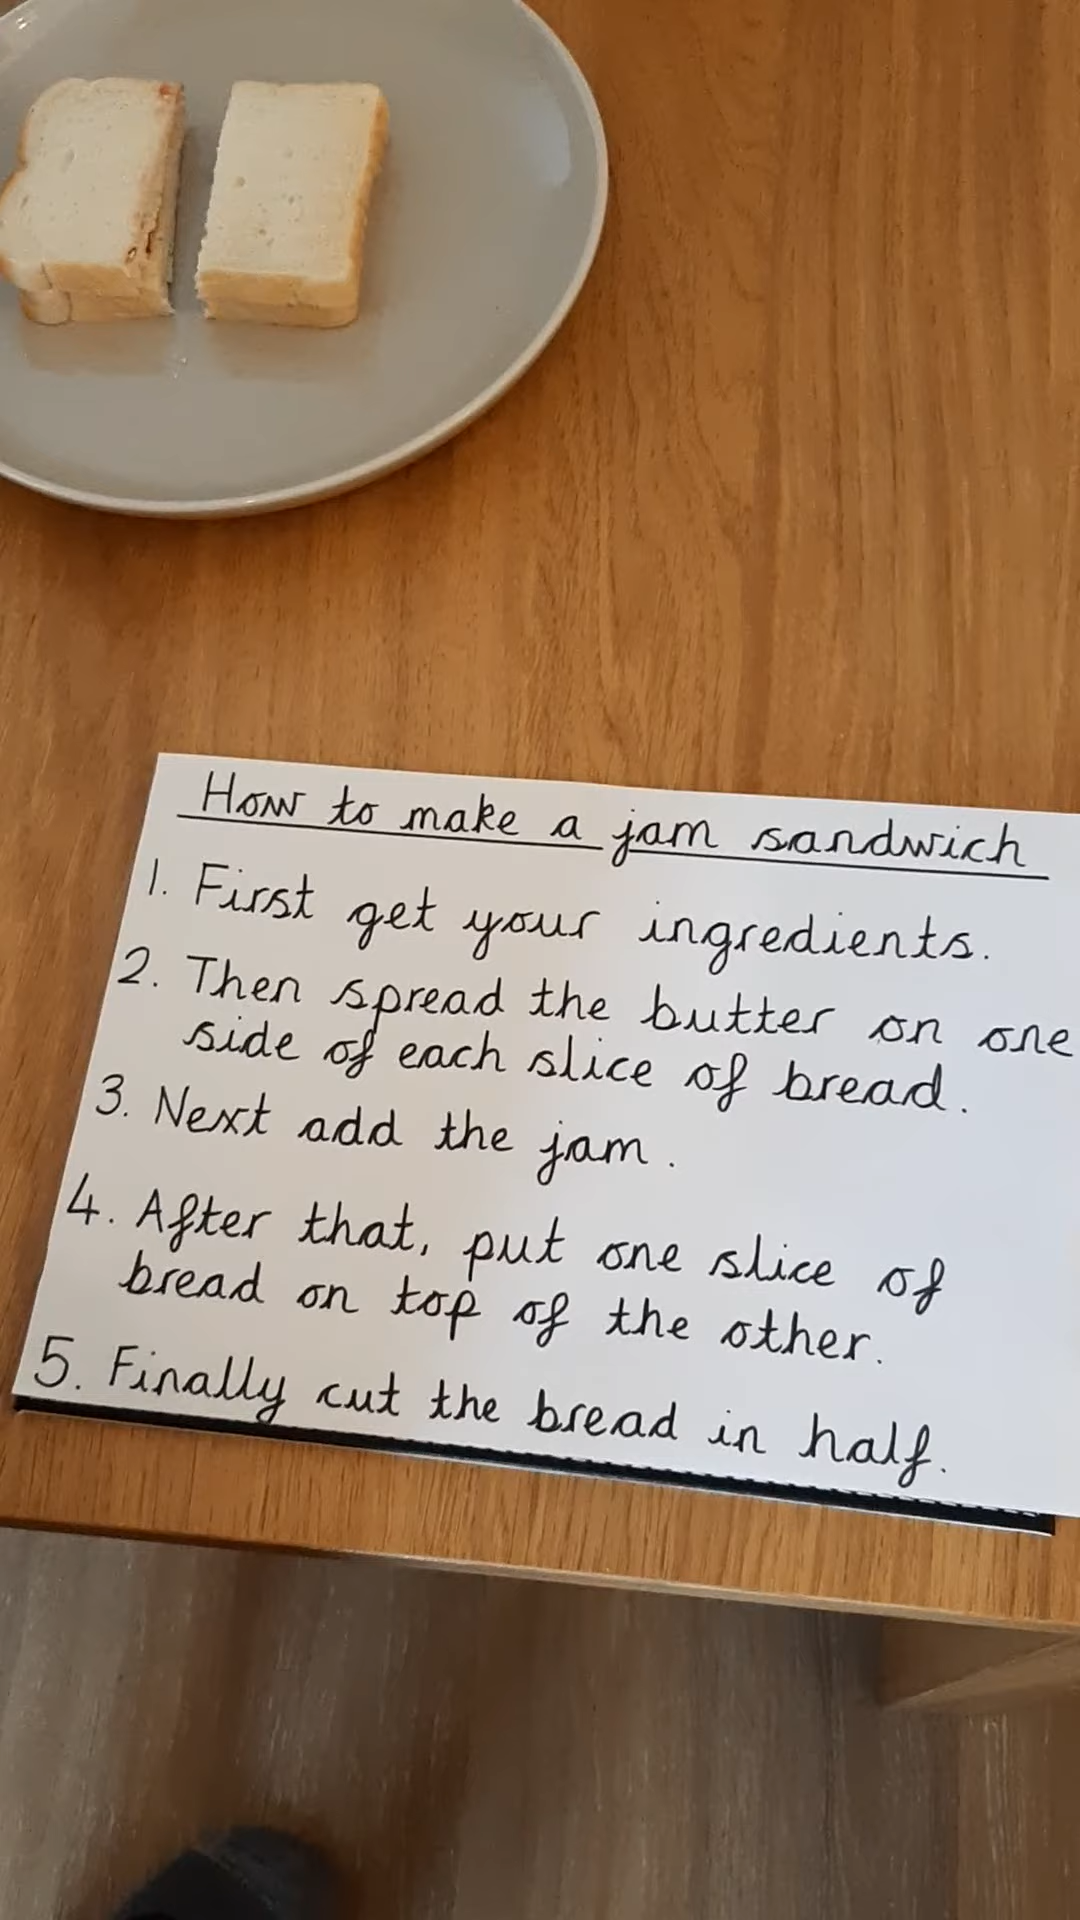 How to make a jam sandwich
1. First get your ingredients.
2. Then spread the butter on one
side of each slice of bread.
3. Next add the jam.
4. After that, put one slice of
bread on top of the other.
5. Finally cut the bread in half.